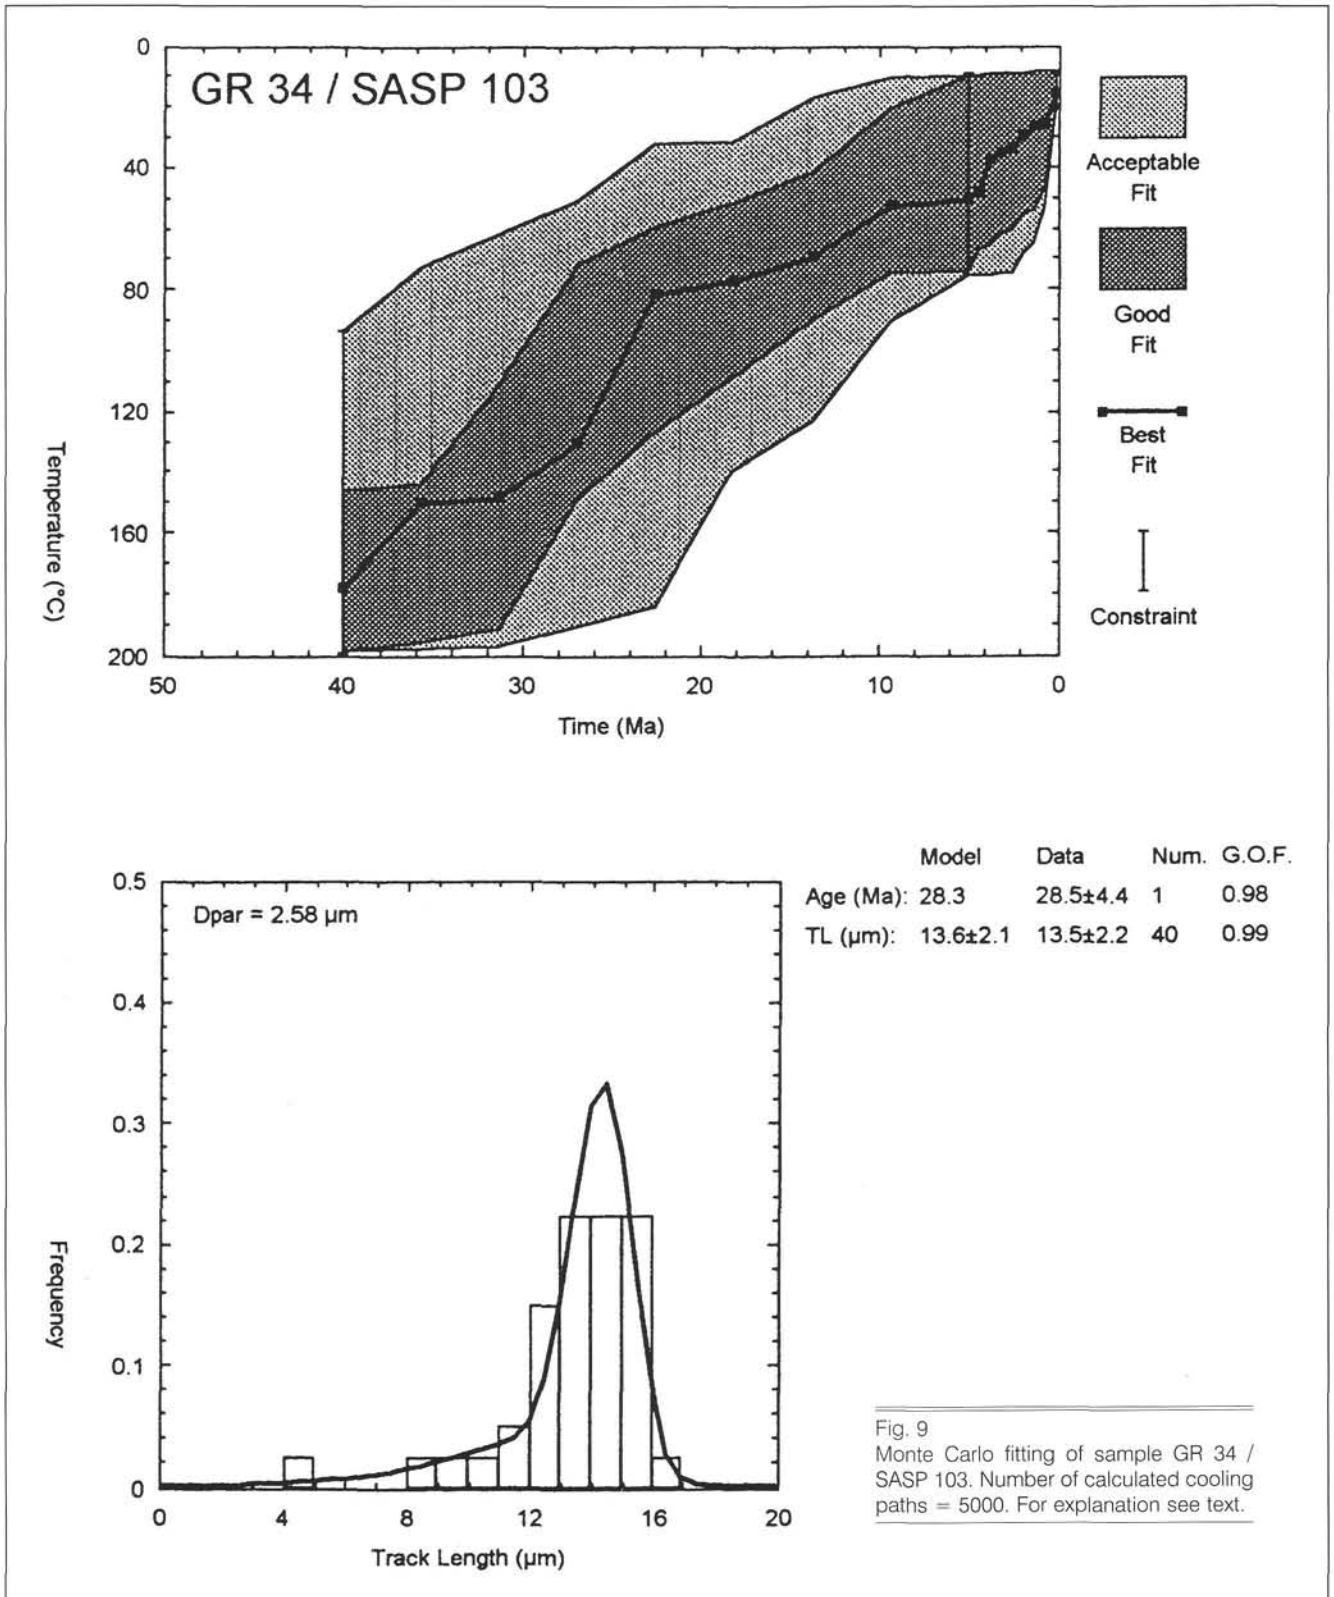 GR 34 / SASP 103
0
40
80
120
160
200
Temperature (°C)
50
40
30
20
10
0
Time (Ma)
Acceptable
Fit
Good
Fit
Best
Fit
Constraint
Model Data Num. G.O.F.
Age (Ma): 28.3 28.5±4.4 1 0.98
TL (µm): 13.6±2.1 13.5±2.2 40 0.99
Dpar = 2.58 µm
0.5
0.4
0.3
0.2
0.1
0
Frequency
0
4
8
12
16
20
Track Length (µm)
Fig. 9
Monte Carlo fitting of sample GR 34 /
SASP 103. Number of calculated cooling
paths = 5000. For explanation see text.